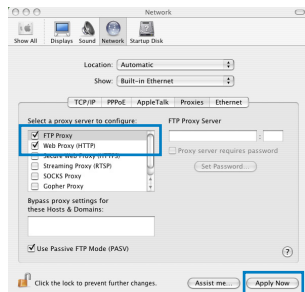 Network
Show All Displays Sound Network Startup Disk
Location: Automatic
Show: Built-in Ethernet
TCP/IP PPPoE AppleTalk Proxies Ethernet
Select a proxy server to configure:
FTP Proxy Server
FTP Proxy
Web Proxy (HTTP)
:
Secure Web Proxy (HTTPS)
Proxy server requires password
Streaming Proxy (RTSP)
Set Password...
SOCKS Proxy
Gopher Proxy
Bypass proxy settings for
these Hosts & Domains:
Use Passive FTP Mode (PASV)
?
Click the lock to prevent further changes.
Assist me...
Apply Now